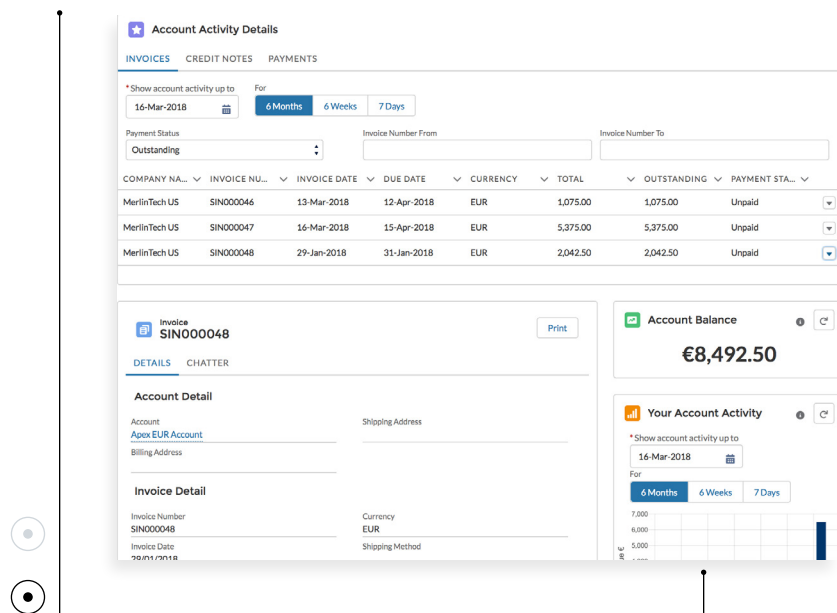 Account Activity Details
INVOICES CREDIT NOTES PAYMENTS
*Show account activity up to For
16-Mar-2018 6 Months 6 Weeks 7 Days
Payment Status Invoice Number From Invoice Number To
Outstanding
COMPANY NA... INVOICE NU... INVOICE DATE DUE DATE CURRENCY TOTAL OUTSTANDING PAYMENT STA...
MerlinTech US SIN000046 13-Mar-2018 12-Apr-2018 EUR 1,075.00 1,075.00 Unpaid
MerlinTech US SIN000047 16-Mar-2018 15-Apr-2018 EUR 5,375.00 5,375.00 Unpaid
MerlinTech US SIN000048 29-Jan-2018 31-Jan-2018 EUR 2,042.50 2,042.50 Unpaid
Invoice
SIN000048
Print
DETAILS CHATTER
Account Detail
Account Shipping Address
Apex EUR Account
Billing Address
Invoice Detail
Invoice Number Currency
SIN000048 EUR
Invoice Date Shipping Method
29/01/2018
Account Balance
€8,492.50
Your Account Activity
*Show account activity up to
16-Mar-2018
For
6 Months 6 Weeks 7 Days
7,000
6,000
5,000